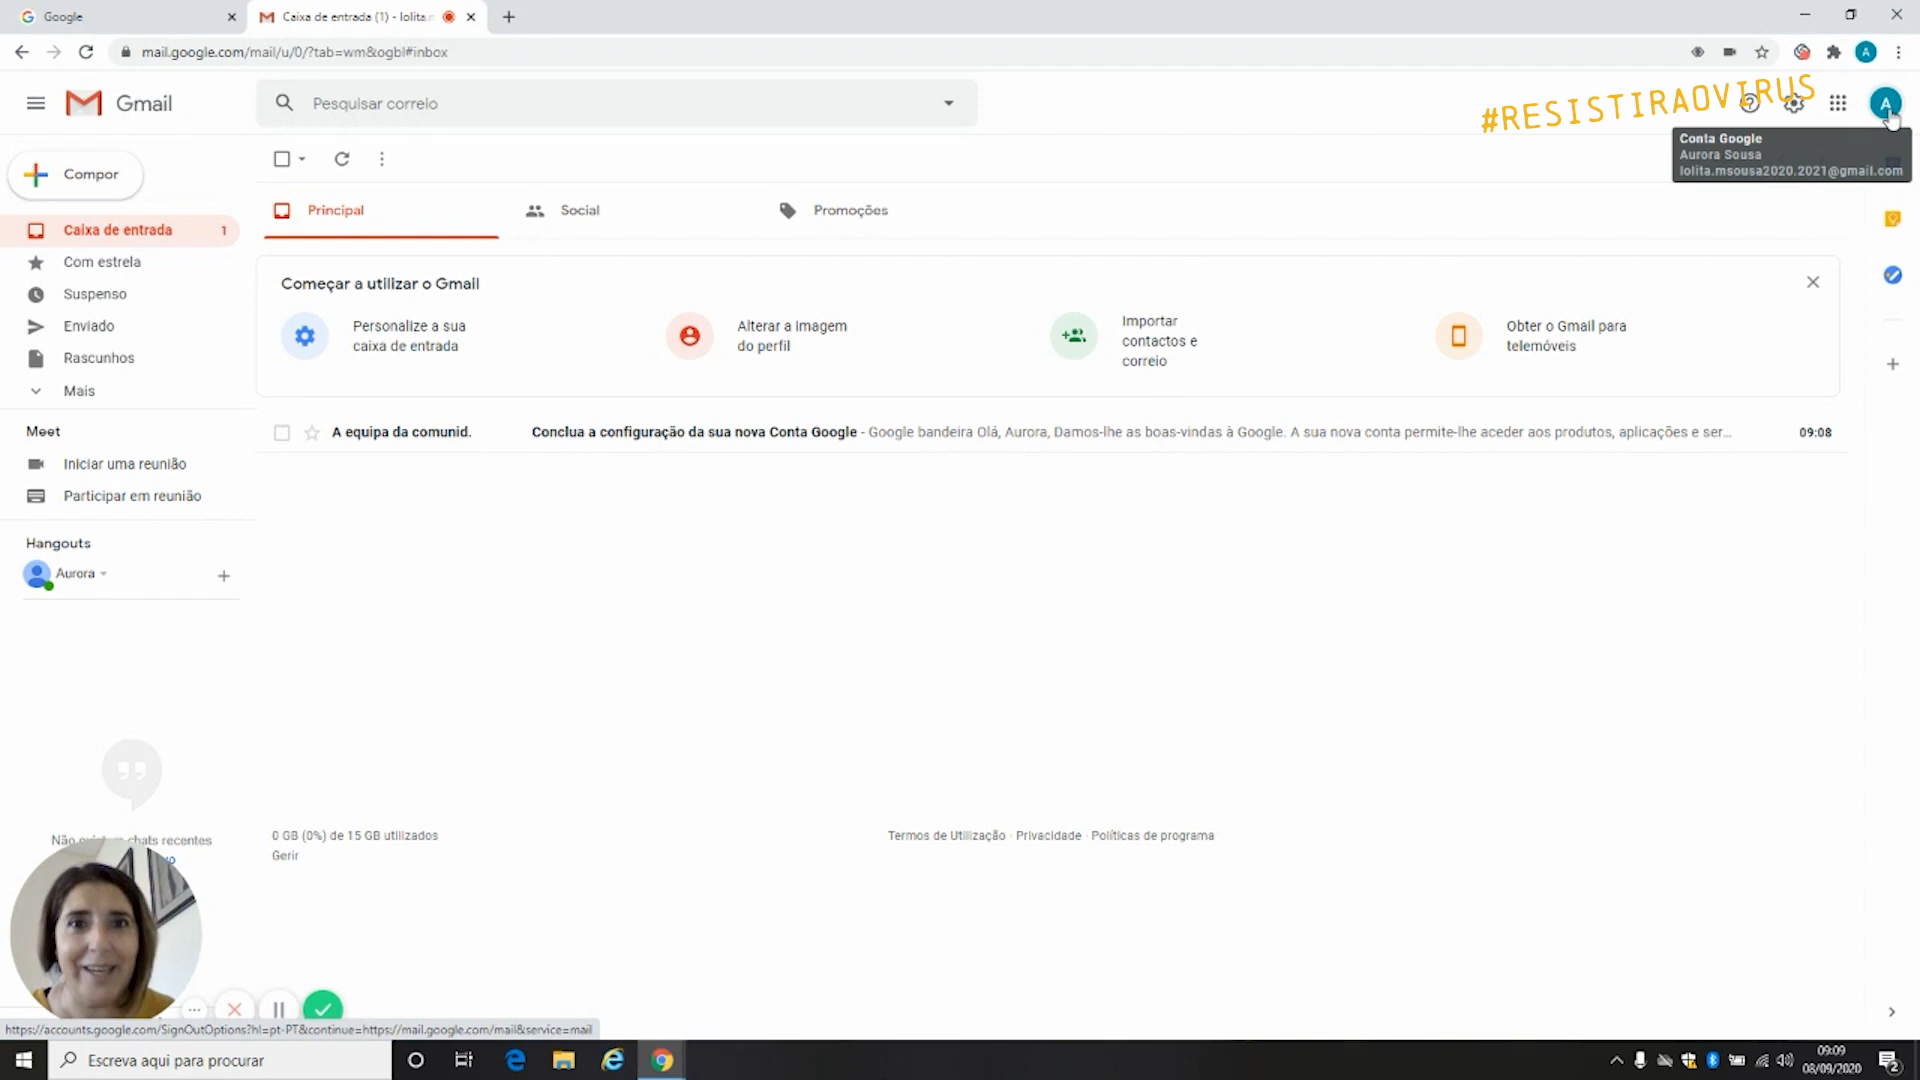 Google
Caixa de entrada (1) - lolita.m
mail.google.com/mail/u/0/?tab=wm&ogbl#inbox
A
Gmail
Pesquisar correio
#RESISTIRAOVIRUS
A
Conta Google
Aurora Sousa
lolita.msousa2020.2021@gmail.com
Compor
Principal
Social
Promoções
Caixa de entrada 1
Com estrela
Suspenso
Enviado
Rascunhos
Mais
Começar a utilizar o Gmail
Personalize a sua
caixa de entrada
Alterar a imagem
do perfil
Importar
contactos e
correio
Obter o Gmail para
telemóveis
A equipa da comunid. Conclua a configuração da sua nova Conta Google - Google bandeira Olá, Aurora, Damos-lhe as boas-vindas à Google. A sua nova conta permite-lhe aceder aos produtos, aplicações e ser... 09:08
Meet
Iniciar uma reunião
Participar em reunião
Hangouts
Aurora
chats recentes
0 GB (0%) de 15 GB utilizados
Gerir
Termos de Utilização · Privacidade · Políticas de programa
https://accounts.google.com/SignOutOptions?hl=pt-PT&continue=https://mail.google.com/mail&service=mail
Escreva aqui para procurar
09:09
08/09/2020
2